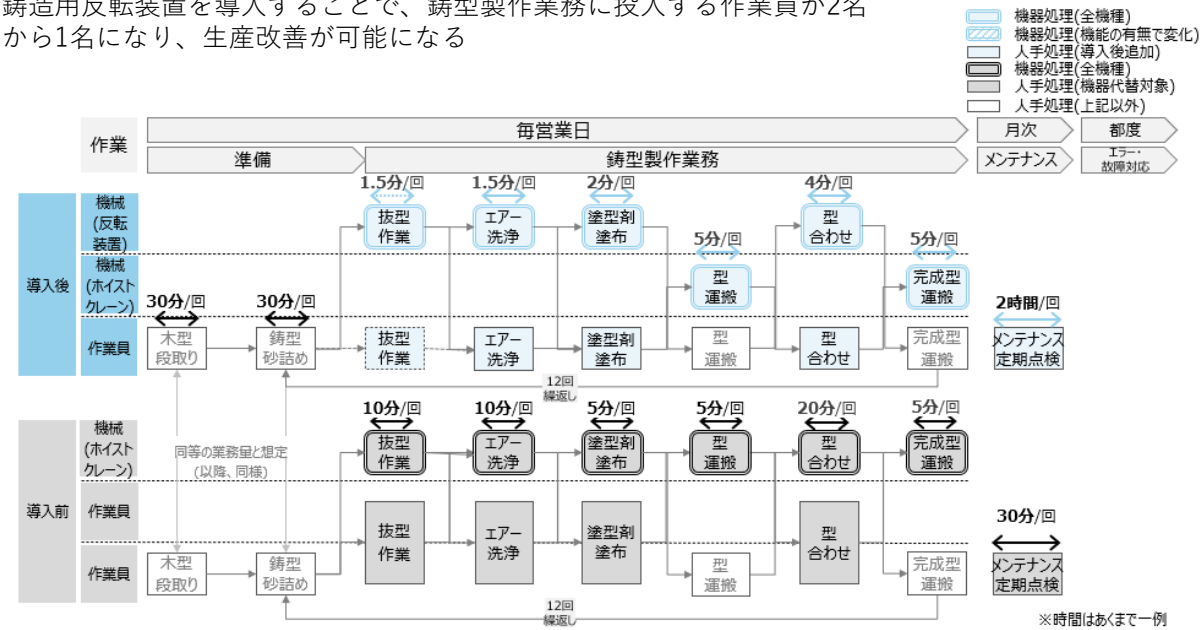 鋳造用反転装置を導入することで、鋳型製作業務に投入する作業員が2名
から1名になり、生産改善が可能になる
機器処理(全機種)
機器処理(機能の有無で変化)
人手処理(導入後追加)
機器処理(全機種)
人手処理(機器代替対象)
人手処理(上記以外)
作業
毎営業日
月次
都度
準備
鋳型製作業務
メンテナンス
エラー・
故障対応
導入後
機械
(反転
装置)
1.5分/回
抜型
作業
1.5分/回
エアー
洗浄
2分/回
塗型剤
塗布
4分/回
型
合わせ
機械
(ホイスト
クレーン)
5分/回
型
運搬
5分/回
完成型
運搬
作業員
30分/回
木型
段取り
30分/回
鋳型
砂詰め
抜型
作業
エアー
洗浄
塗型剤
塗布
型
運搬
型
合わせ
完成型
運搬
2時間/回
メンテナンス
定期点検
12回
繰返し
同等の業務量と想定
(以降、同様)
導入前
機械
(ホイスト
クレーン)
10分/回
抜型
作業
10分/回
エアー
洗浄
5分/回
塗型剤
塗布
5分/回
型
運搬
20分/回
型
合わせ
5分/回
完成型
運搬
作業員
抜型
作業
エアー
洗浄
塗型剤
塗布
型
合わせ
作業員
木型
段取り
鋳型
砂詰め
型
運搬
完成型
運搬
30分/回
メンテナンス
定期点検
12回
繰返し
※時間はあくまで一例